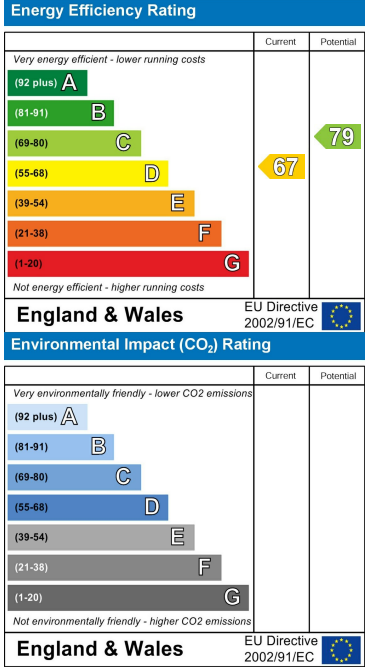 Energy Efficiency Rating
Current Potential
Very energy efficient - lower running costs
(92 plus) A
(81-91) B
(69-80) C
(55-68) D
(39-54) E
(21-38) F
(1-20) G
67
79
Not energy efficient - higher running costs
England & Wales
EU Directive
2002/91/EC
Environmental Impact (CO₂) Rating
Current Potential
Very environmentally friendly - lower CO2 emissions
(92 plus) A
(81-91) B
(69-80) C
(55-68) D
(39-54) E
(21-38) F
(1-20) G
Not environmentally friendly - higher CO2 emissions
England & Wales
EU Directive
2002/91/EC